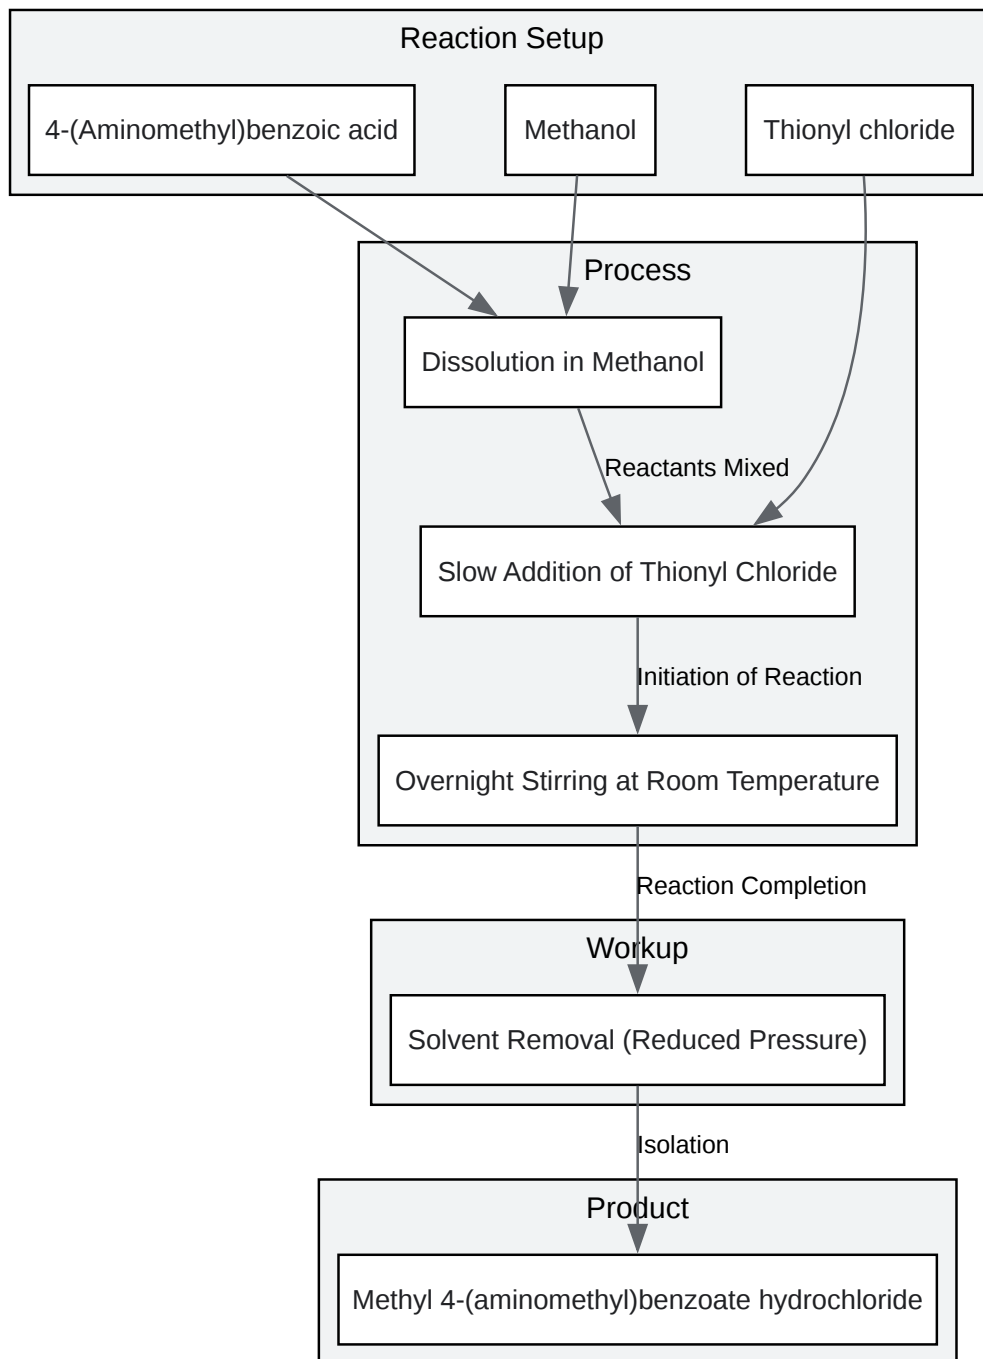 Reaction Setup
4-(Aminomethyl)benzoic acid
Methanol
Thionyl chloride
Process
Dissolution in Methanol
Reactants Mixed
Slow Addition of Thionyl Chloride
Initiation of Reaction
Overnight Stirring at Room Temperature
Reaction Completion
Workup
Solvent Removal (Reduced Pressure)
Isolation
Product
Methyl 4-(aminomethyl)benzoate hydrochloride